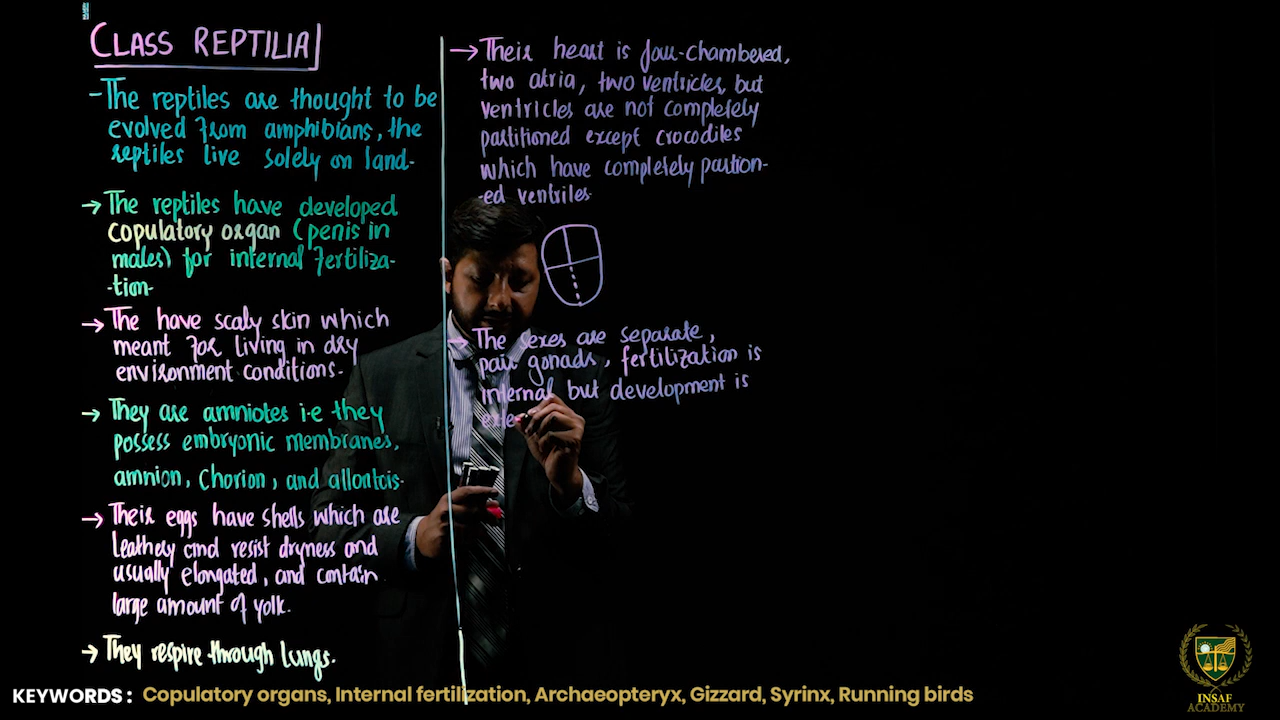 CLASS REPTILIA
-The reptiles are thought to be
evolved from amphibians, the
reptiles live solely on land-
→ The reptiles have developed
copulatory organ (penis in
males) for internal Fertiliza-
-tion-
→ The have scaly skin which
meant for living in dry
environment conditions-
→ They are amniotes i.e they
possess embryonic membranes,
amnion, chorion, and allontois-
→ Their eggs have shells which are
leathery and resist dryness and
usually elongated, and contain
large amount of yolk.
→ They respire through lungs.
→ Their heart is four-chambered,
two atria, two ventricles, but
ventricles are not completely
partitioned except crocodiles
which have completely partion-
-ed ventriles-
→ The sexes are separate,
pair gonads, fertilization is
internal but development is
exte
KEYWORDS : Copulatory organs, Internal fertilization, Archaeopteryx, Gizzard, Syrinx, Running birds
INSAF
ACADEMY